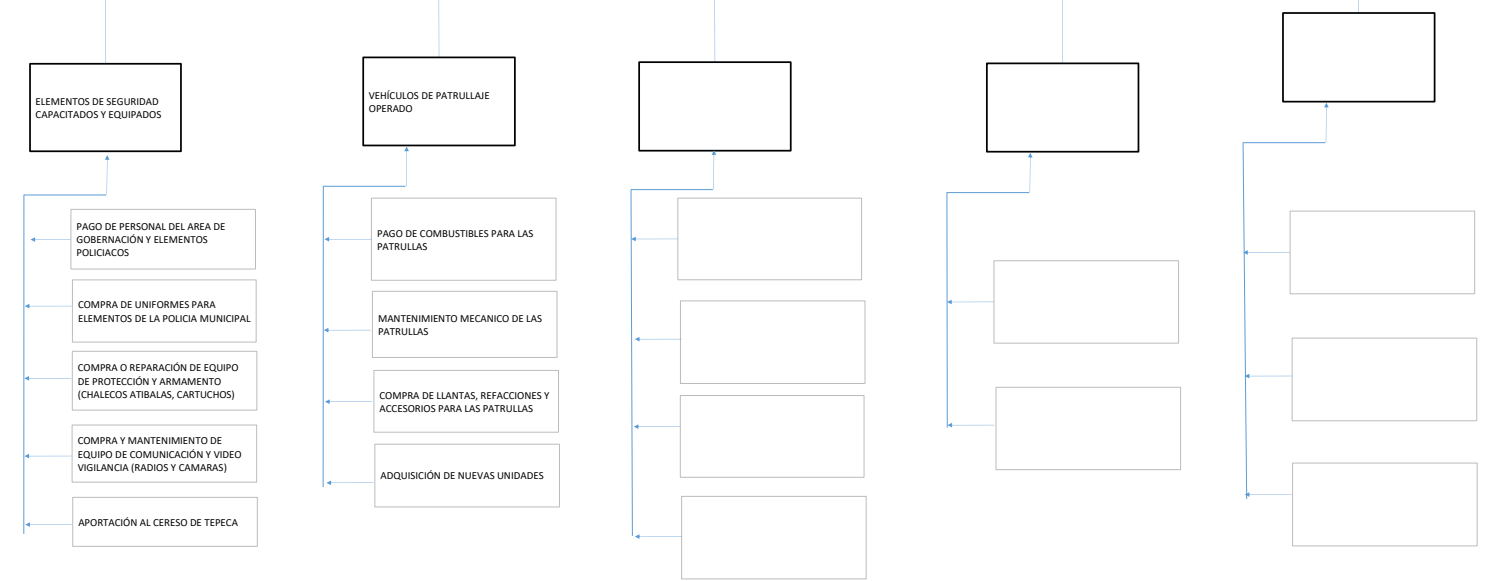 ELEMENTOS DE SEGURIDAD
CAPACITADOS Y EQUIPADOS
PAGO DE PERSONAL DEL AREA DE
GOBERNACIÓN Y ELEMENTOS
POLICIACOS
COMPRA DE UNIFORMES PARA
ELEMENTOS DE LA POLICIA MUNICIPAL
COMPRA O REPARACIÓN DE EQUIPO
DE PROTECCIÓN Y ARMAMENTO
(CHALECOS ATIBALAS, CARTUCHOS)
COMPRA Y MANTENIMIENTO DE
EQUIPO DE COMUNICACIÓN Y VIDEO
VIGILANCIA (RADIOS Y CAMARAS)
APORTACIÓN AL CERESO DE TEPECA
VEHÍCULOS DE PATRULLAJE
OPERADO
PAGO DE COMBUSTIBLES PARA LAS
PATRULLAS
MANTENIMIENTO MECANICO DE LAS
PATRULLAS
COMPRA DE LLANTAS, REFACCIONES Y
ACCESORIOS PARA LAS PATRULLAS
ADQUISICIÓN DE NUEVAS UNIDADES